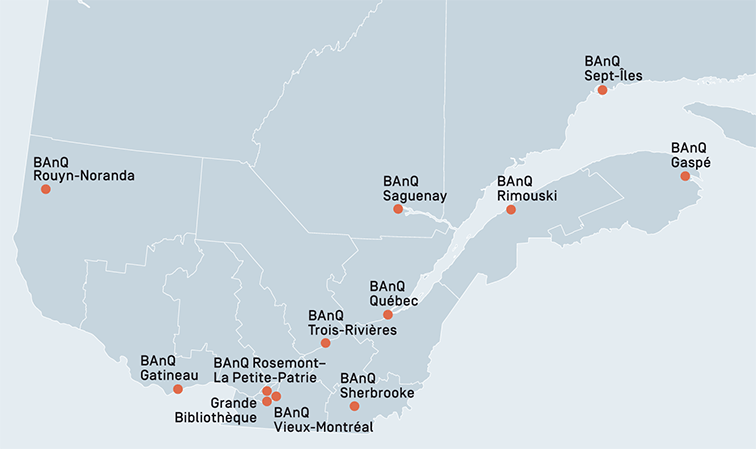 BAnQ
Sept-Îles
BAnQ
Gaspé
BAnQ
Rouyn-Noranda
BAnQ
Saguenay
BAnQ
Rimouski
BAnQ
Québec
BAnQ
Trois-Rivières
BAnQ
Gatineau
BAnQ Rosemont–
La Petite-Patrie
BAnQ
Sherbrooke
Grande
Bibliothèque
BAnQ
Vieux-Montréal